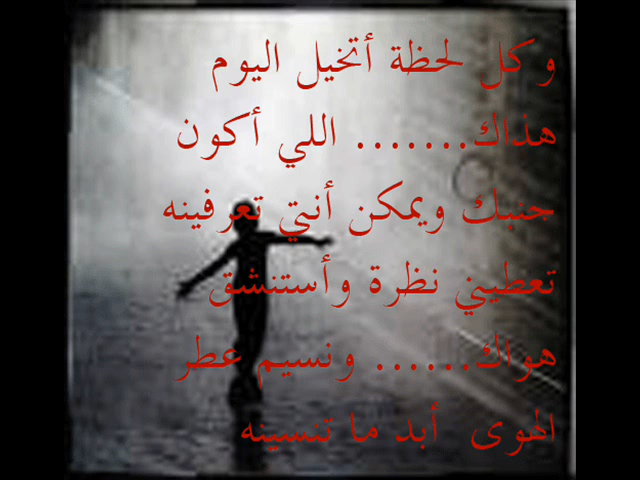 وكل لحظة أتخيل اليوم
هذاك....... اللي أكون
جنبك ويمكن أنتي تعرفينه
تعطيني نظرة وأستنشق
هواك...... ونسيم عطر
الهوى أبد ما تنسينه